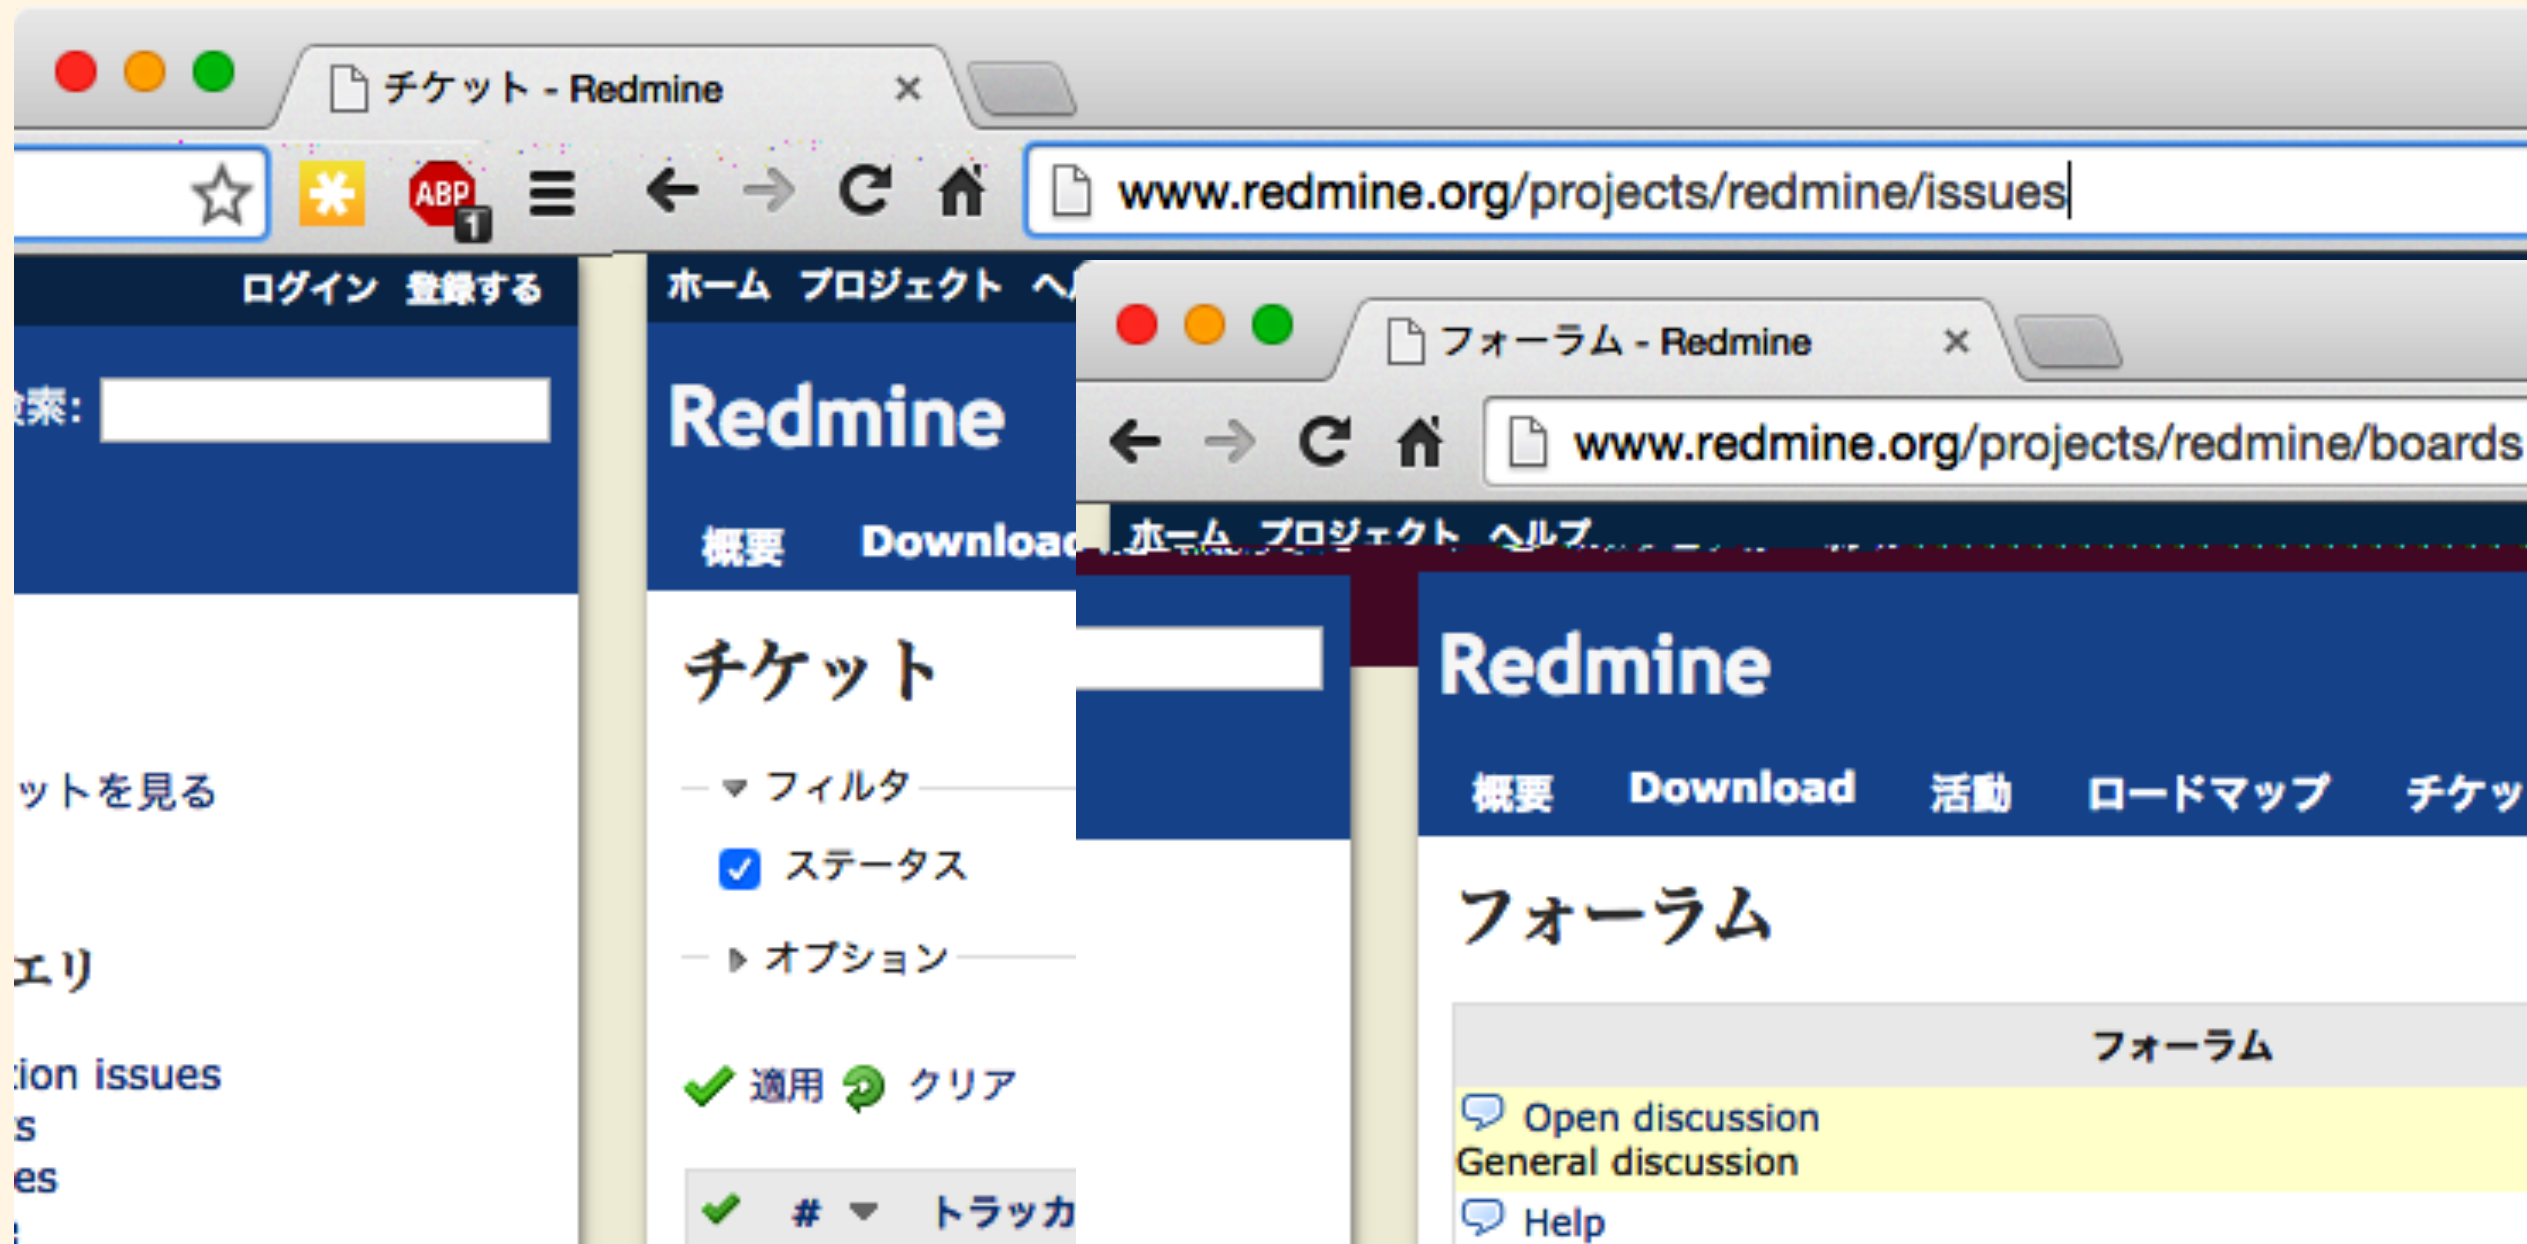 チケット - Redmine
ABP
1
www.redmine.org/projects/redmine/issues
ログイン 登録する
索:
ットを見る
エリ
ion issues
s
es
ホーム プロジェクト
Redmine
概要 Download
チケット
フィルタ
ステータス
オプション
適用 クリア
# トラッカ
フォーラム - Redmine
www.redmine.org/projects/redmine/boards
ホーム プロジェクト ヘルプ
Redmine
概要 Download 活動 ロードマップ チケッ
フォーラム
フォーラム
Open discussion
General discussion
Help